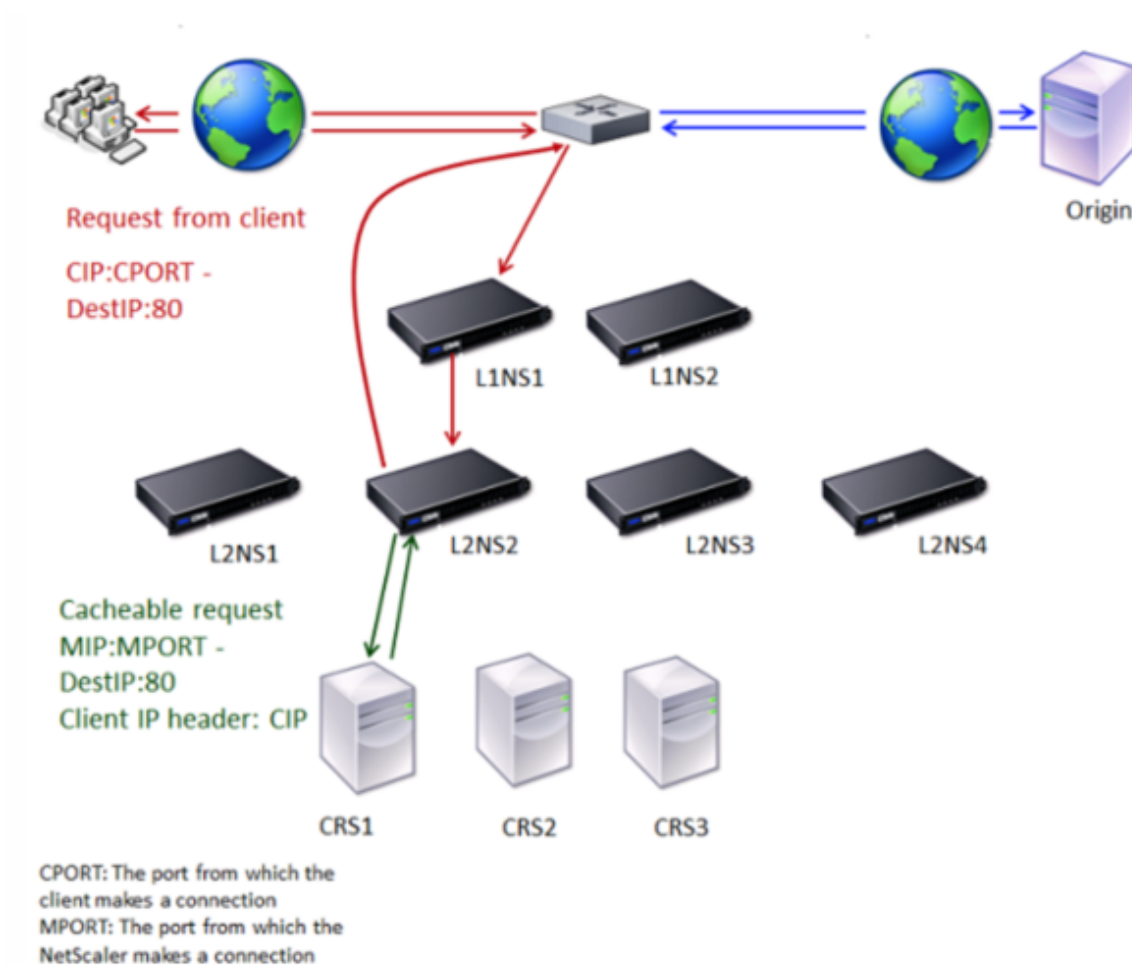 Origin
Request from client
CIP:CPORT -
DestIP:80
L1NS1
L1NS2
L2NS1
L2NS2
L2NS3
L2NS4
Cacheable request
MIP:MPORT -
DestIP:80
Client IP header: CIP
CRS1
CRS2
CRS3
CPORT: The port from which the
client makes a connection
MPORT: The port from which the
NetScaler makes a connection